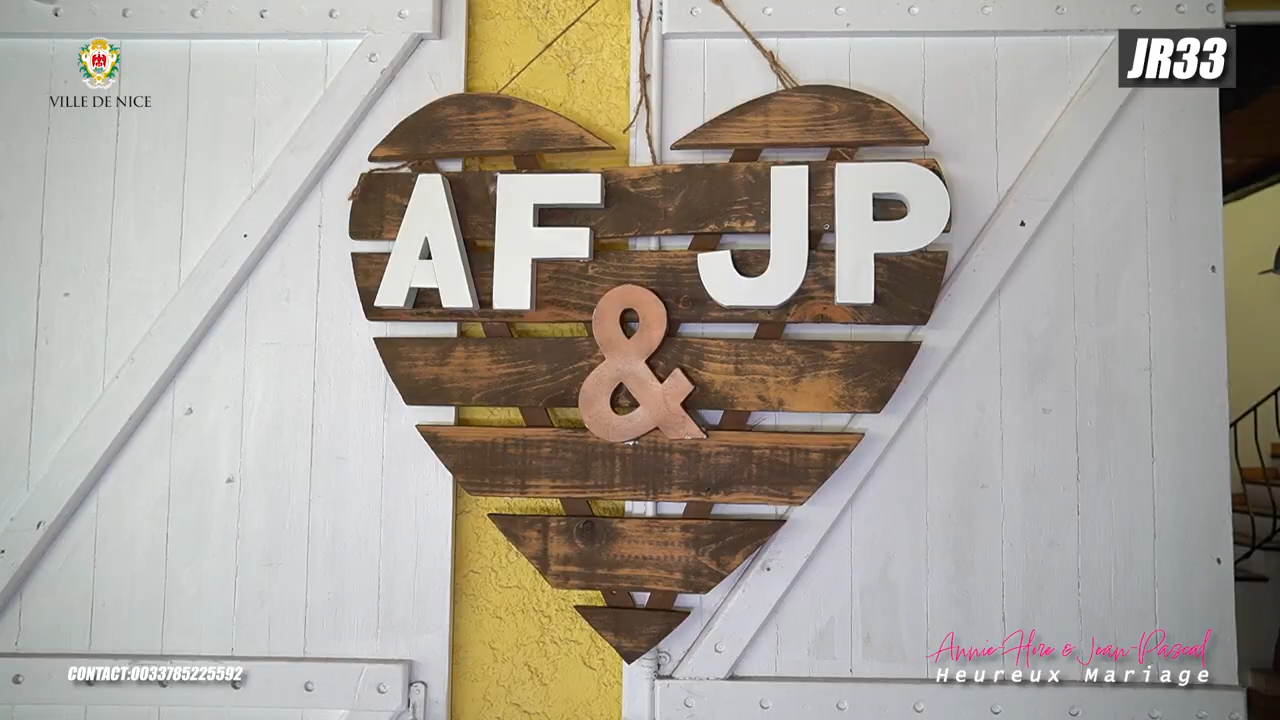 VILLE DE NICE
JR33
AF JP
&
CONTACT:0033785225592
Annie-Flore & Jean-Pascal
Heureux Mariage